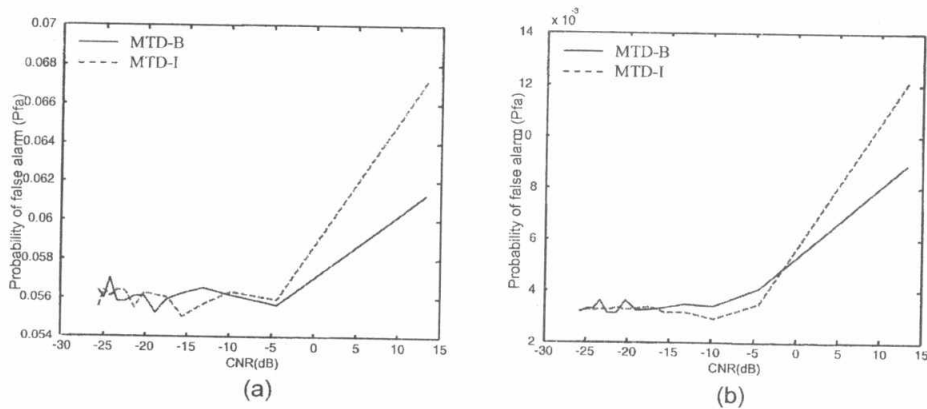 0.07
0.068
0.066
0.064
0.062
0.06
0.058
0.056
0.054
Probability of false alarm (Pfa)
MTD-B
MTD-I
-30 -25 -20 -15 -10 -5 0 5 10 15
CNR(dB)
(a)
x 10⁻³
14
12
10
8
6
4
2
Probability of false alarm (Pfa)
MTD-B
MTD-I
-30 -25 -20 -15 -10 -5 0 5 10 15
CNR(dB)
(b)